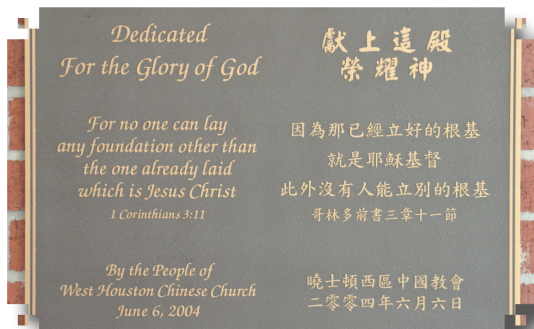 Dedicated
For the Glory of God
For no one can lay
any foundation other than
the one already laid
which is Jesus Christ
1 Corinthians 3:11
By the People of
West Houston Chinese Church
June 6, 2004
獻上這殿
榮耀神
因為那已經立好的根基
就是耶穌基督
此外沒有人能立別的根基
哥林多前書三章十一節
曉士頓西區中國教會
二零零四年六月六日